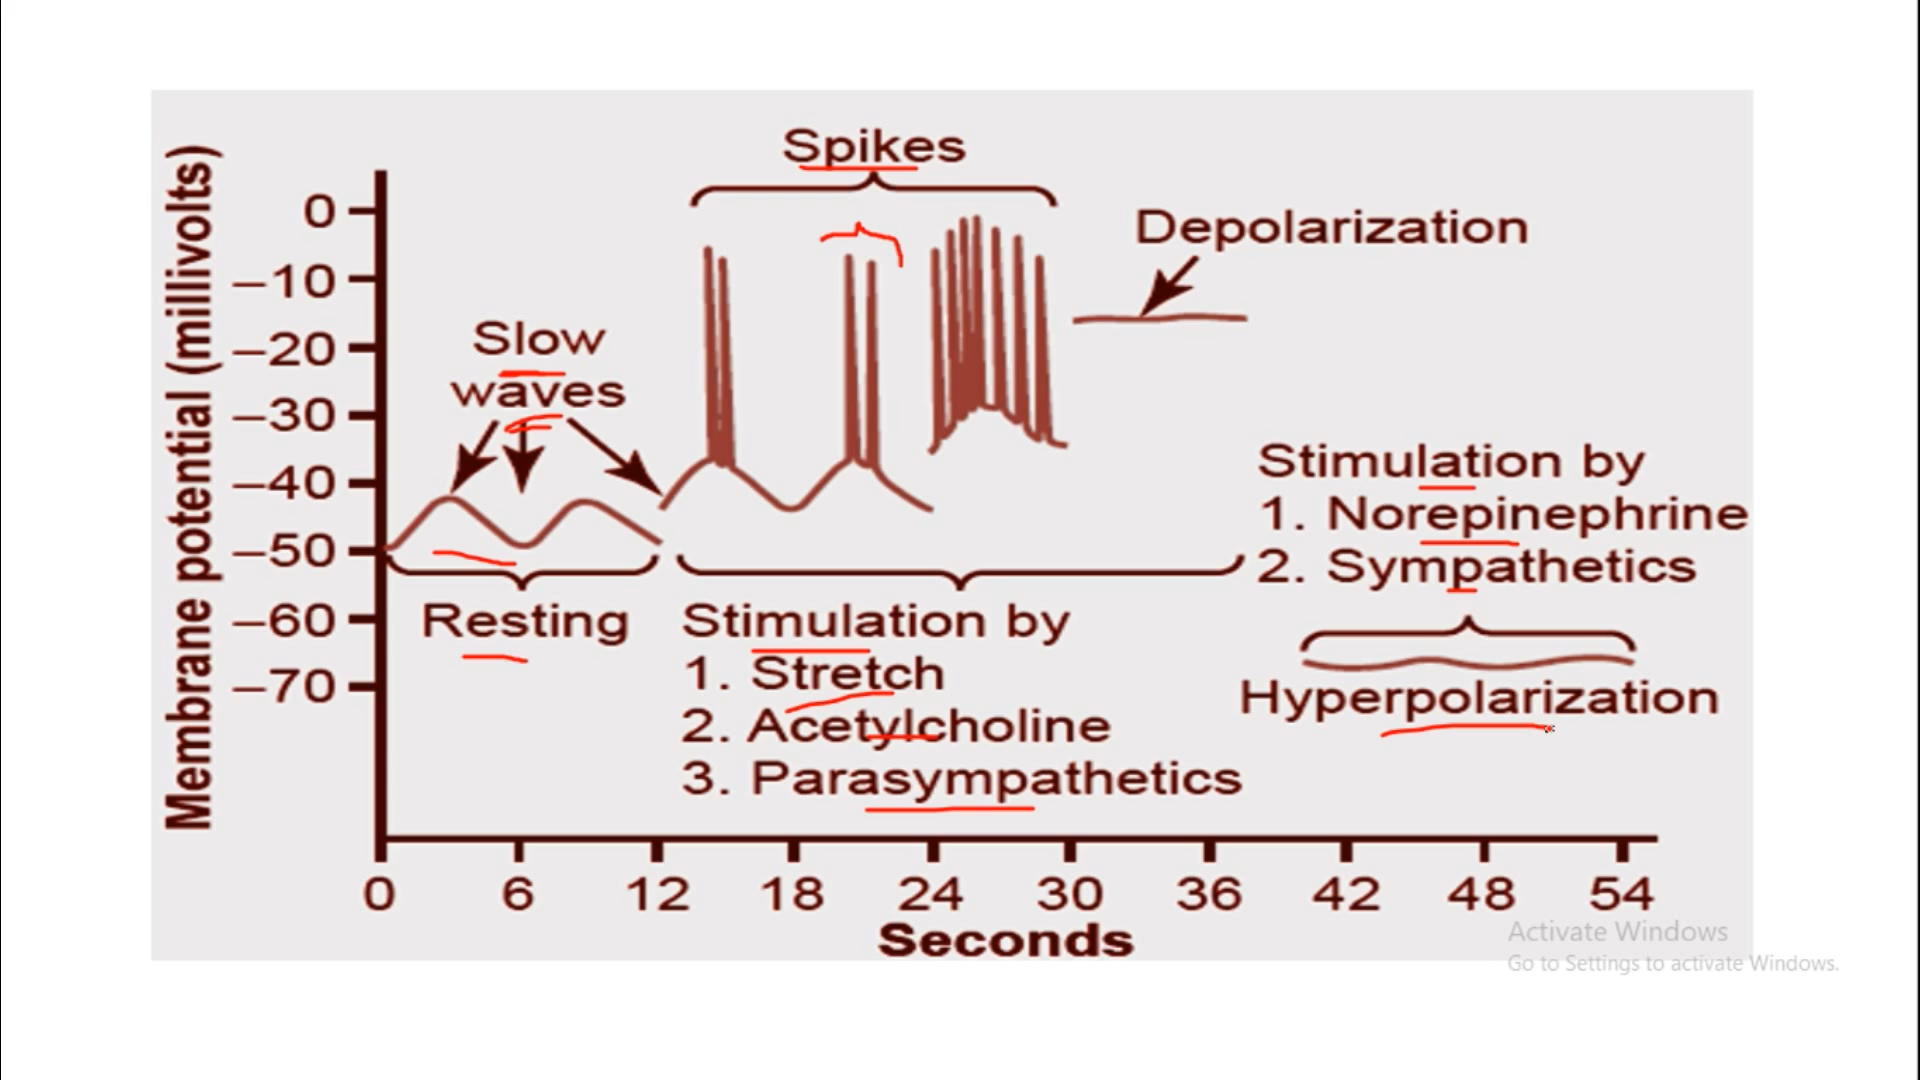 Spikes
Depolarization
Slow
waves
Membrane potential (millivolts)
0
–10
–20
–30
–40
–50
–60
–70
Resting
Stimulation by
1. Stretch
2. Acetylcholine
3. Parasympathetics
Stimulation by
1. Norepinephrine
2. Sympathetics
Hyperpolarization
0 6 12 18 24 30 36 42 48 54
Seconds
Activate Windows
Go to Settings to activate Windows.